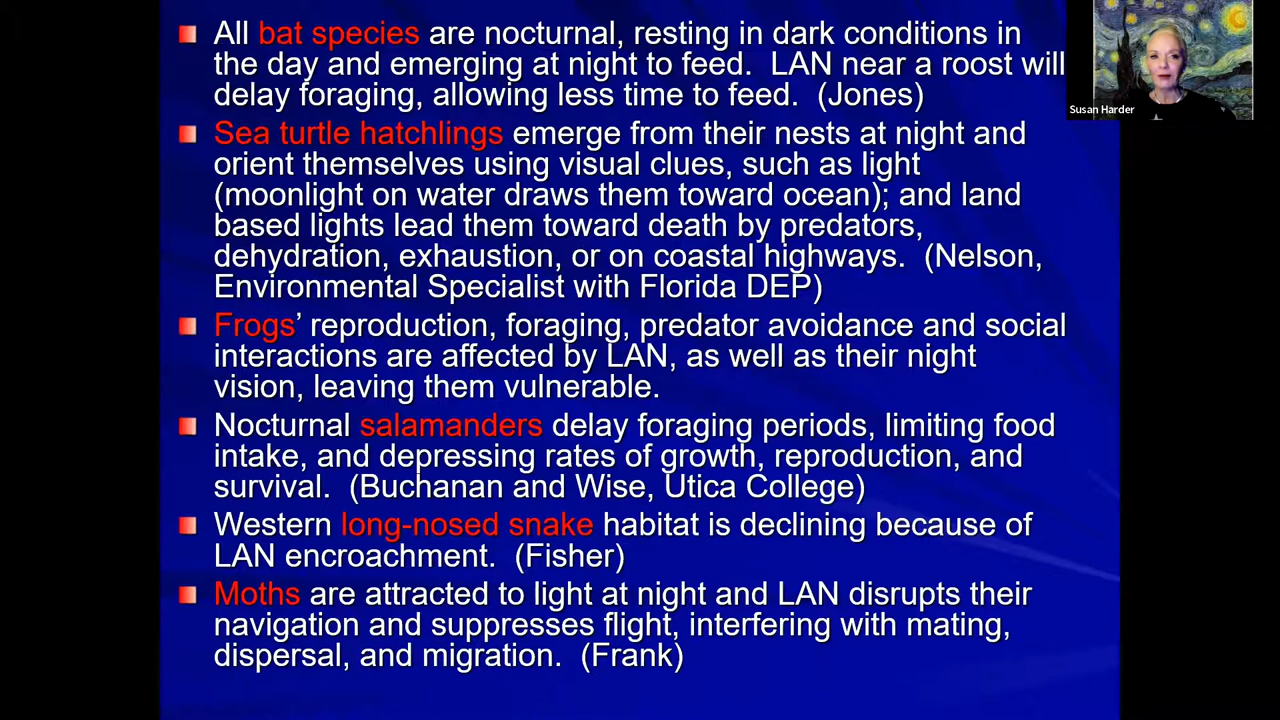 All bat species are nocturnal, resting in dark conditions in
the day and emerging at night to feed.  LAN near a roost will
delay foraging, allowing less time to feed.  (Jones)
Sea turtle hatchlings emerge from their nests at night and
orient themselves using visual clues, such as light
(moonlight on water draws them toward ocean); and land
based lights lead them toward death by predators,
dehydration, exhaustion, or on coastal highways.  (Nelson,
Environmental Specialist with Florida DEP)
Frogs’ reproduction, foraging, predator avoidance and social
interactions are affected by LAN, as well as their night
vision, leaving them vulnerable.
Nocturnal salamanders delay foraging periods, limiting food
intake, and depressing rates of growth, reproduction, and
survival.  (Buchanan and Wise, Utica College)
Western long-nosed snake habitat is declining because of
LAN encroachment.  (Fisher)
Moths are attracted to light at night and LAN disrupts their
navigation and suppresses flight, interfering with mating,
dispersal, and migration.  (Frank)
Susan Harder